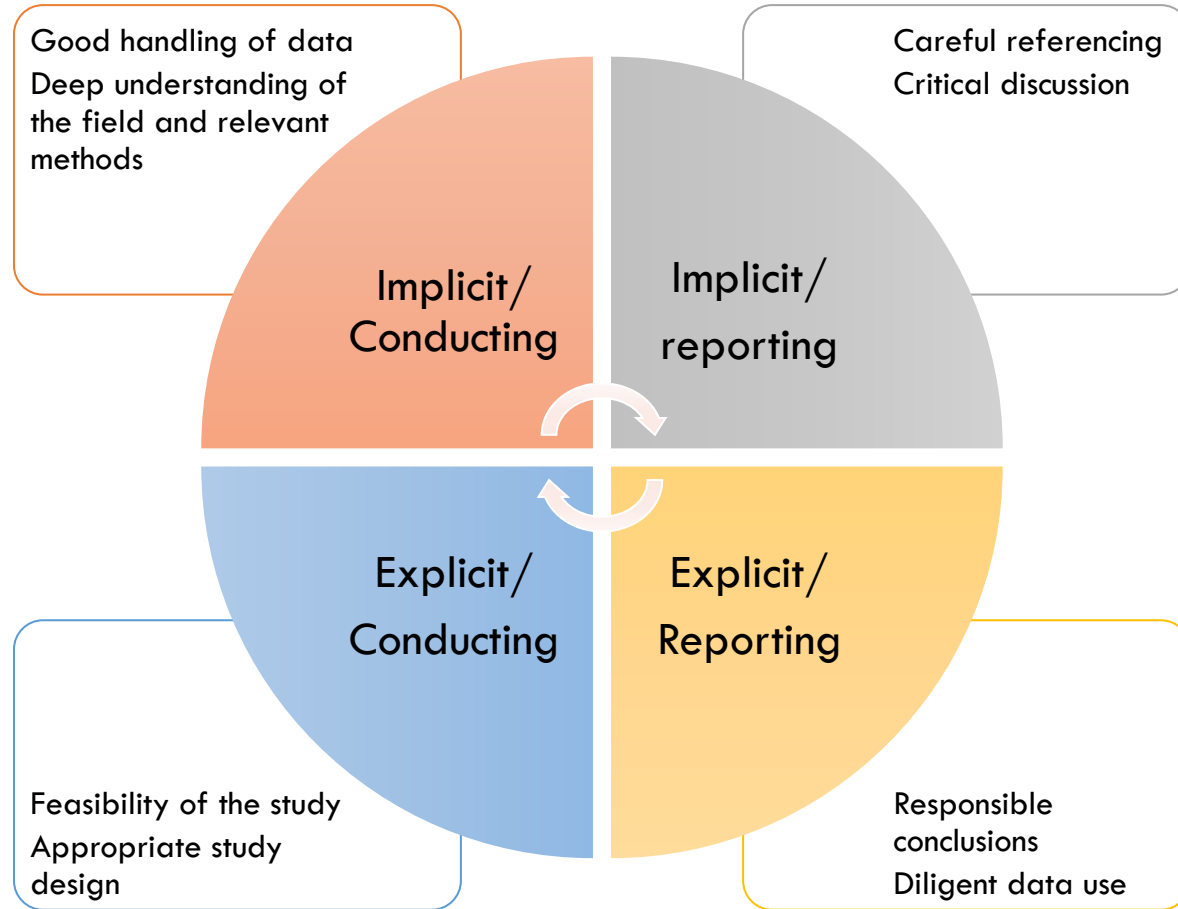 Good handling of data
Deep understanding of
the field and relevant
methods
Careful referencing
Critical discussion
Implicit/
Conducting
Implicit/
reporting
Explicit/
Conducting
Explicit/
Reporting
Feasibility of the study
Appropriate study
design
Responsible
conclusions
Diligent data use